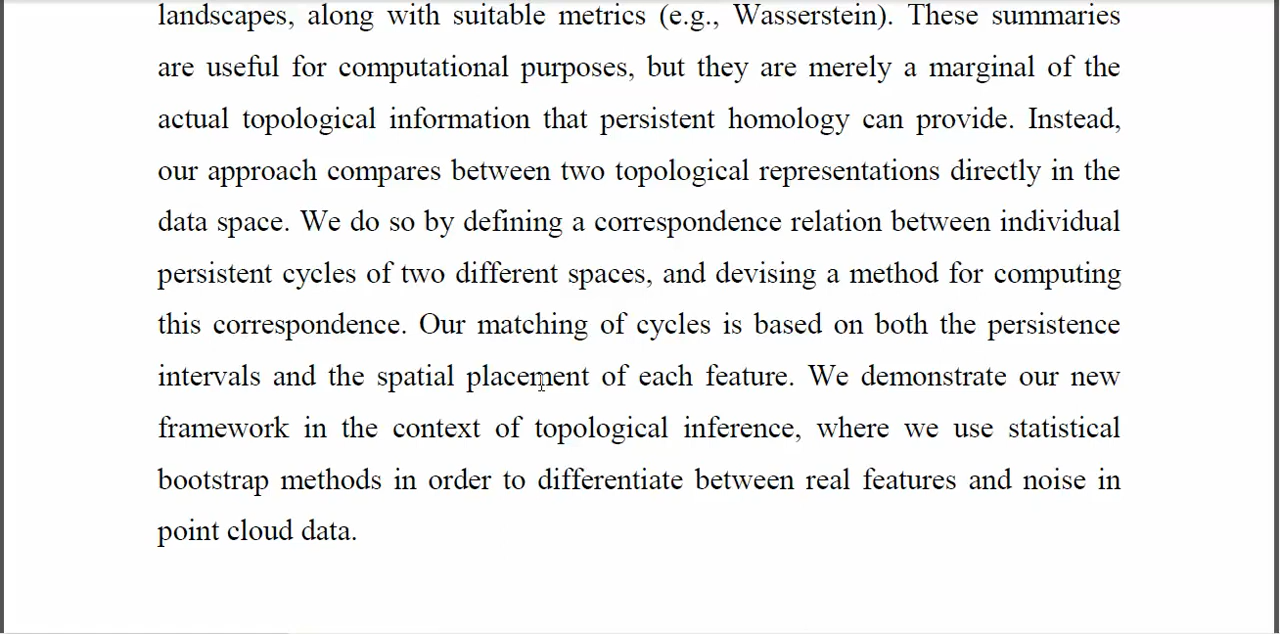 landscapes, along with suitable metrics (e.g., Wasserstein). These summaries
are useful for computational purposes, but they are merely a marginal of the
actual topological information that persistent homology can provide. Instead,
our approach compares between two topological representations directly in the
data space. We do so by defining a correspondence relation between individual
persistent cycles of two different spaces, and devising a method for computing
this correspondence. Our matching of cycles is based on both the persistence
intervals and the spatial placement of each feature. We demonstrate our new
framework in the context of topological inference, where we use statistical
bootstrap methods in order to differentiate between real features and noise in
point cloud data.